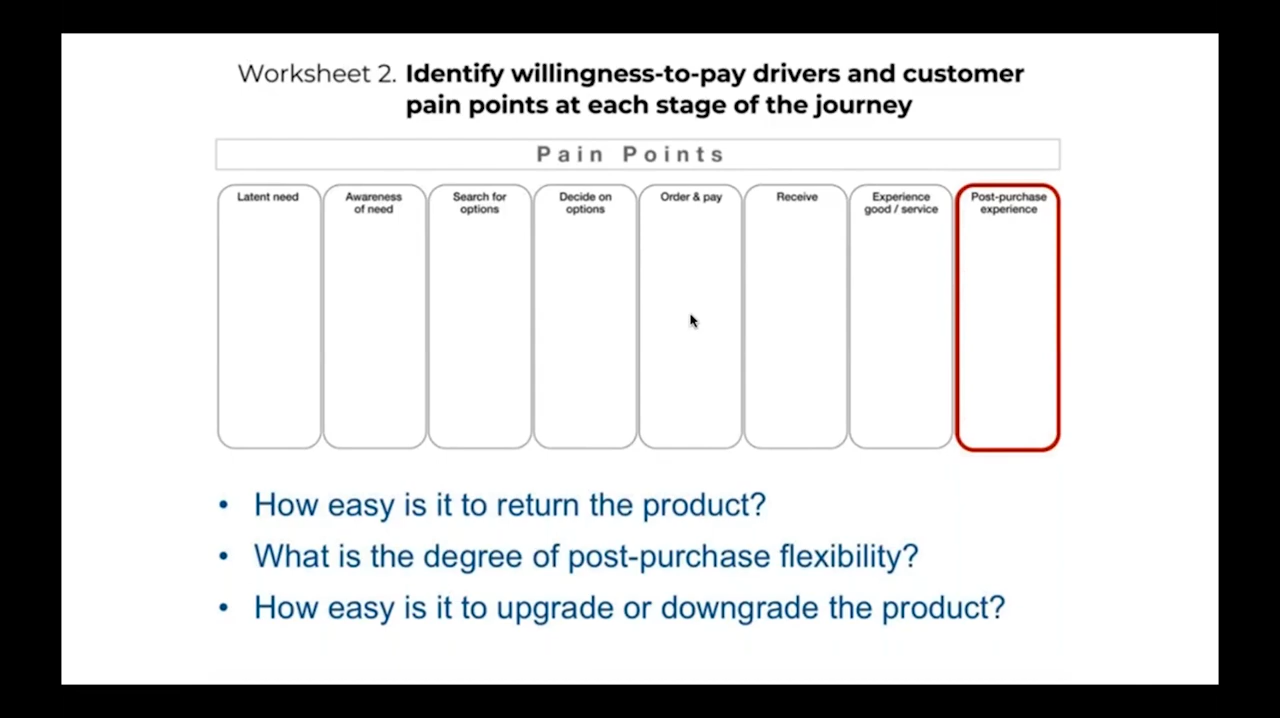 Worksheet 2. Identify willingness-to-pay drivers and customer
pain points at each stage of the journey
Pain Points
Latent need
Awareness
of need
Search for
options
Decide on
options
Order & pay
Receive
Experience
good / service
Post-purchase
experience
• How easy is it to return the product?
• What is the degree of post-purchase flexibility?
• How easy is it to upgrade or downgrade the product?